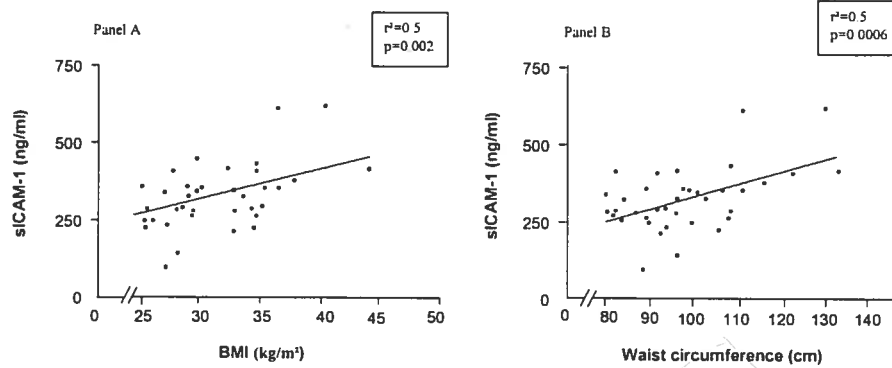 Panel A
r²=0 5
p=0 002
750
500
250
0
sICAM-1 (ng/ml)
0 25 30 35 40 45 50
BMI (kg/m²)
Panel B
r²=0 5
p=0 0006
750
500
250
0
sICAM-1 (ng/ml)
0 80 90 100 110 120 130 140
Waist circumference (cm)